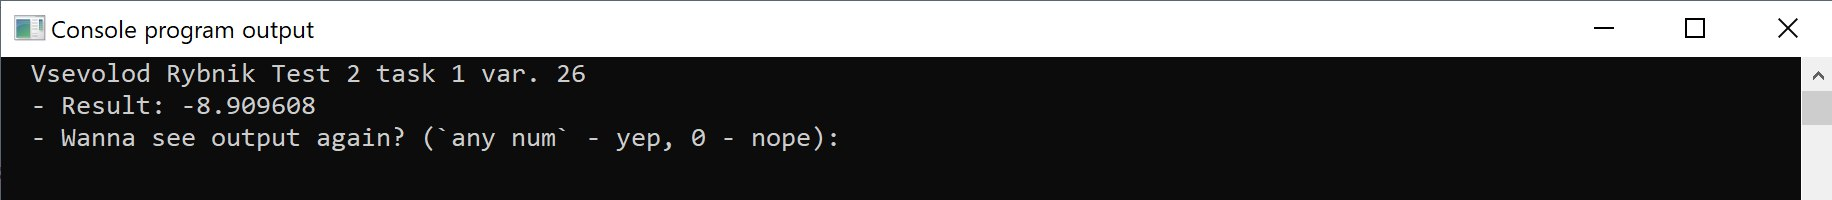 Console program output
Vsevolod Rybnik Test 2 task 1 var. 26
- Result: -8.909608
- Wanna see output again? (`any num` - yep, 0 - nope):